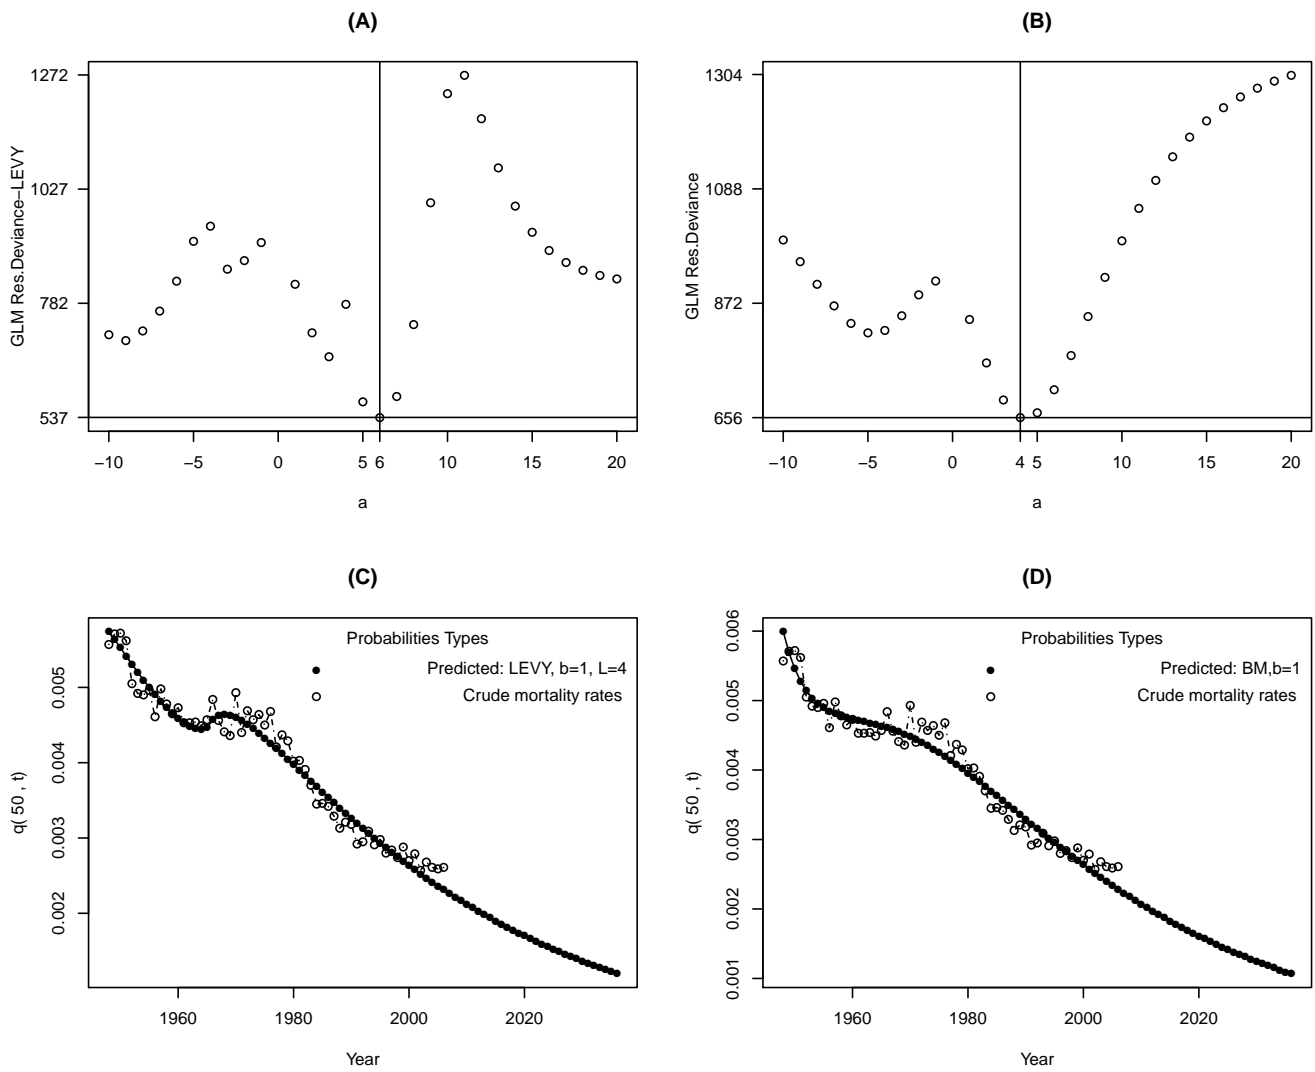 (A)
GLM Res.Deviance−LEVY
1272
1027
782
537
−10 −5 0 5 6 10 15 20
a
(B)
GLM Res.Deviance
1304
1088
872
656
−10 −5 0 4 5 10 15 20
a
(C)
q( 50 , t)
0.005
0.004
0.003
0.002
Probabilities Types
Predicted: LEVY, b=1, L=4
Crude mortality rates
1960 1980 2000 2020
Year
(D)
q( 50 , t)
0.006
0.005
0.004
0.003
0.002
0.001
Probabilities Types
Predicted: BM,b=1
Crude mortality rates
1960 1980 2000 2020
Year